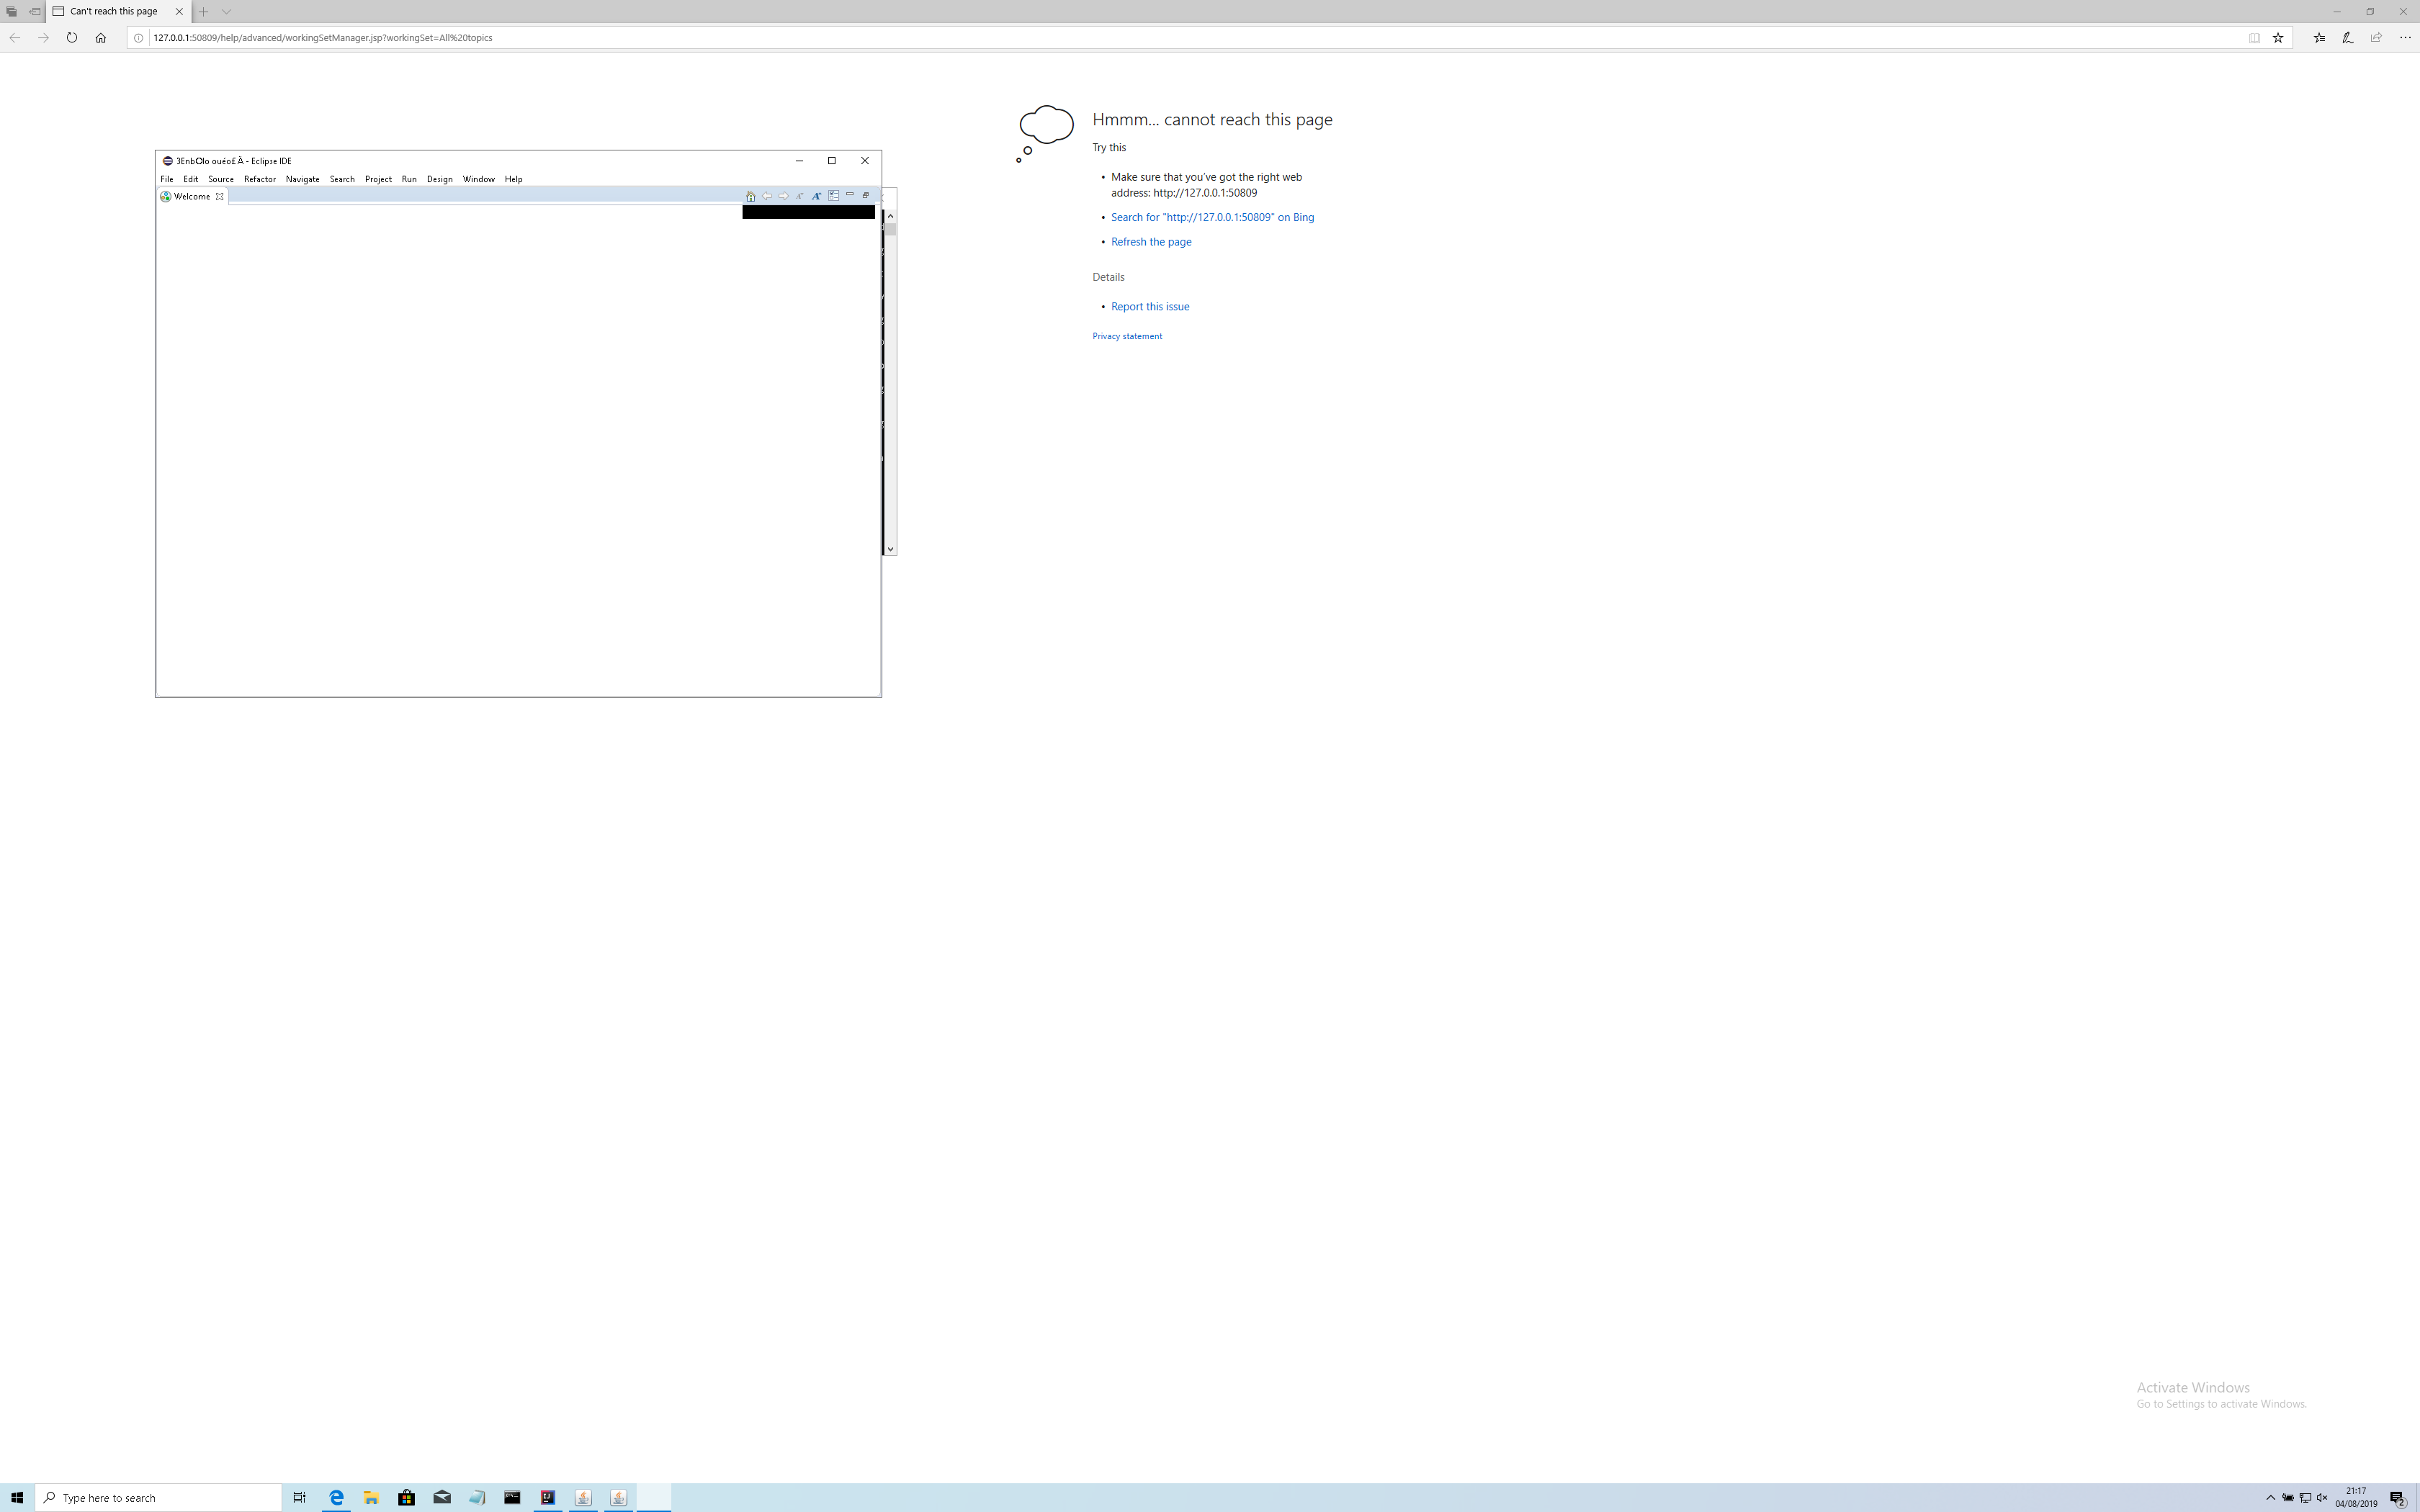 Can't reach this page
127.0.0.1:50809/help/advanced/workingSetManager.jsp?workingSet=All%20topics
Hmmm... cannot reach this page
Try this
• Make sure that you've got the right web
address: http://127.0.0.1:50809
• Search for "http://127.0.0.1:50809" on Bing
• Refresh the page
Details
• Report this issue
Privacy statement
- Eclipse IDE
File Edit Source Refactor Navigate Search Project Run Design Window Help
Welcome
Activate Windows
Go to Settings to activate Windows.
Type here to search
21:17
04/08/2019
2